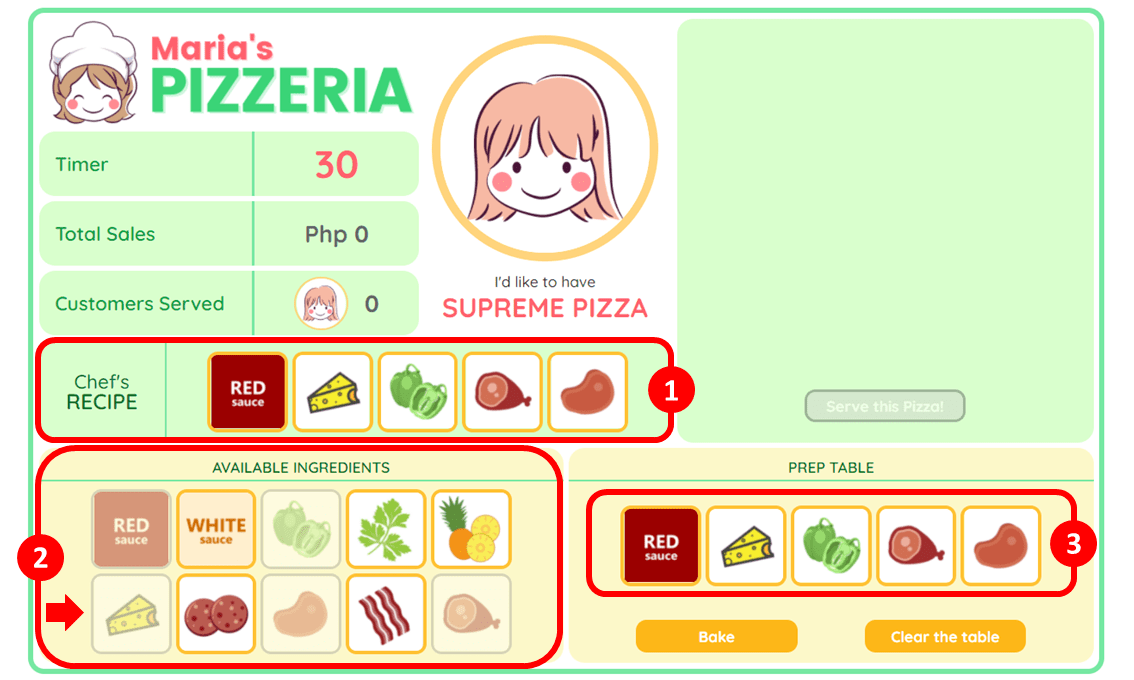 Maria's
PIZZERIA
Timer
30
Total Sales
Php 0
Customers Served
0
I'd like to have
SUPREME PIZZA
Chef's
RECIPE
RED
sauce
1
Serve this Pizza!
AVAILABLE INGREDIENTS
RED
sauce
WHITE
sauce
2
PREP TABLE
RED
sauce
3
Bake
Clear the table